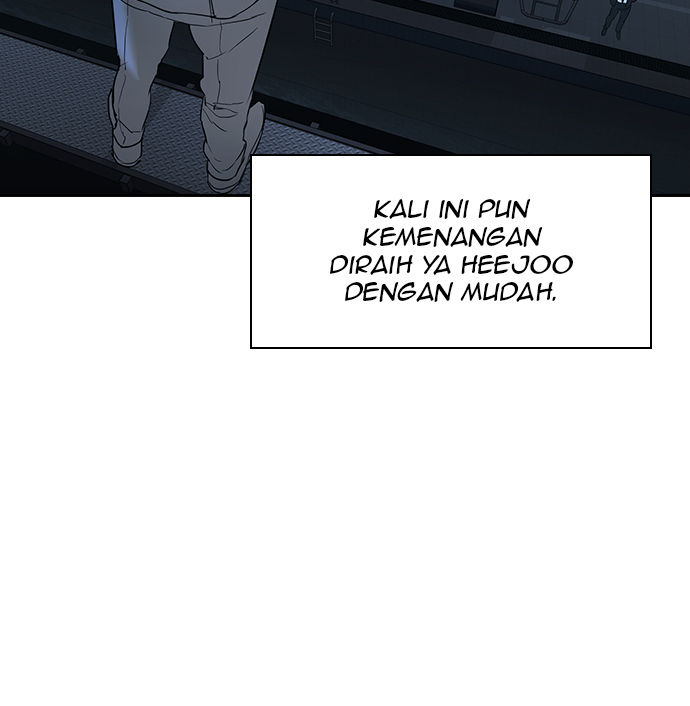 KALI INI PUN
KEMENANGAN
DIRAIH YA HEEJOO
DENGAN MUDAH.